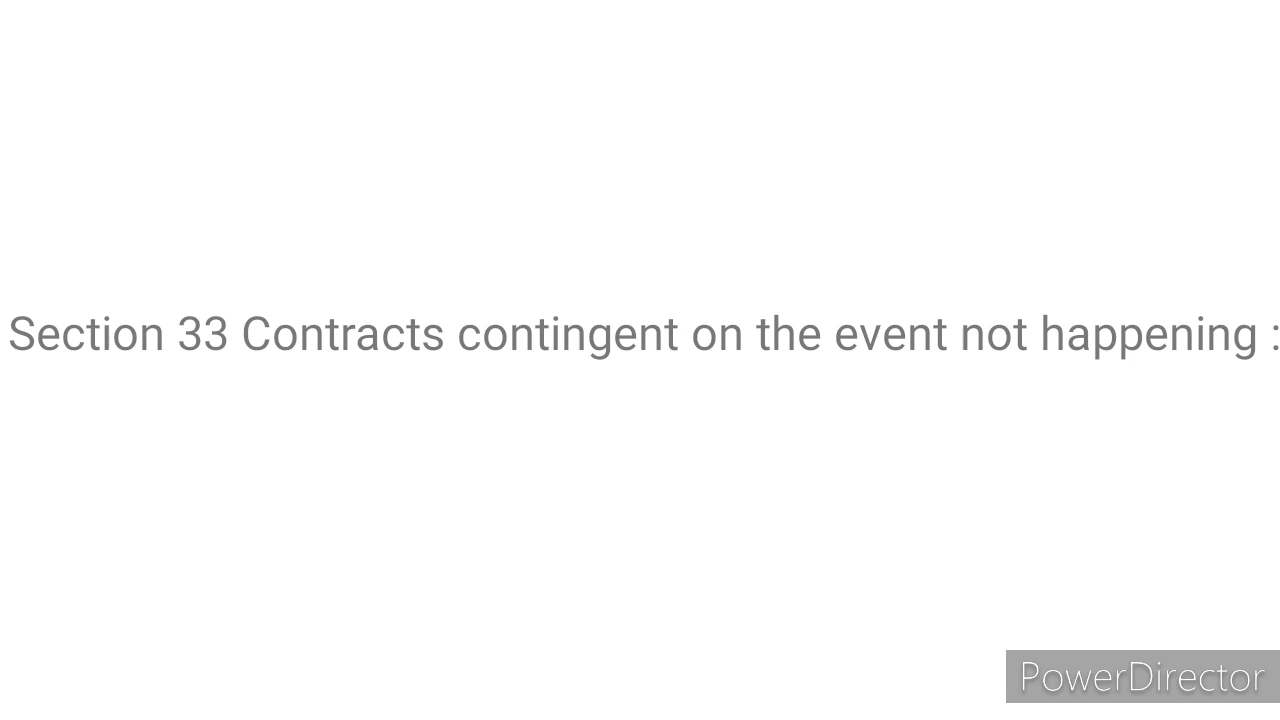 Section 33 Contracts contingent on the event not happening :
PowerDirector